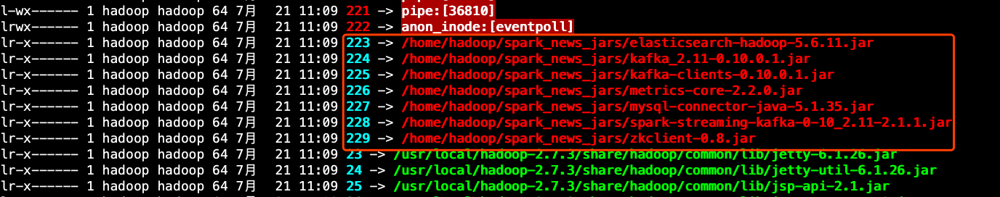 l-wx------ 1 hadoop hadoop 64 7月  21 11:09 221 -> pipe:[36810]
lrwx------ 1 hadoop hadoop 64 7月  21 11:09 222 -> anon_inode:[eventpoll]
lr-x------ 1 hadoop hadoop 64 7月  21 11:09 223 -> /home/hadoop/spark_news_jars/elasticsearch-hadoop-5.6.11.jar
lr-x------ 1 hadoop hadoop 64 7月  21 11:09 224 -> /home/hadoop/spark_news_jars/kafka_2.11-0.10.0.1.jar
lr-x------ 1 hadoop hadoop 64 7月  21 11:09 225 -> /home/hadoop/spark_news_jars/kafka-clients-0.10.0.1.jar
lr-x------ 1 hadoop hadoop 64 7月  21 11:09 226 -> /home/hadoop/spark_news_jars/metrics-core-2.2.0.jar
lr-x------ 1 hadoop hadoop 64 7月  21 11:09 227 -> /home/hadoop/spark_news_jars/mysql-connector-java-5.1.35.jar
lr-x------ 1 hadoop hadoop 64 7月  21 11:09 228 -> /home/hadoop/spark_news_jars/spark-streaming-kafka-0-10_2.11-2.1.1.jar
lr-x------ 1 hadoop hadoop 64 7月  21 11:09 229 -> /home/hadoop/spark_news_jars/zkclient-0.8.jar
lr-x------ 1 hadoop hadoop 64 7月  21 11:09 23 -> /usr/local/hadoop-2.7.3/share/hadoop/common/lib/jetty-6.1.26.jar
lr-x------ 1 hadoop hadoop 64 7月  21 11:09 24 -> /usr/local/hadoop-2.7.3/share/hadoop/common/lib/jetty-util-6.1.26.jar
lr-x------ 1 hadoop hadoop 64 7月  21 11:09 25 -> /usr/local/hadoop-2.7.3/share/hadoop/common/lib/jsp-api-2.1.jar